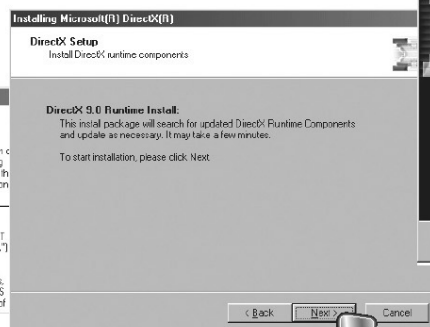 Installing Microsoft(R) DirectX(R)
DirectX Setup
Install DirectX runtime components
DirectX 9.0 Runtime Install:
This install package will search for updated DirectX Runtime Components
and update as necessary. It may take a few minutes.
To start installation, please click Next
< Back Next > Cancel